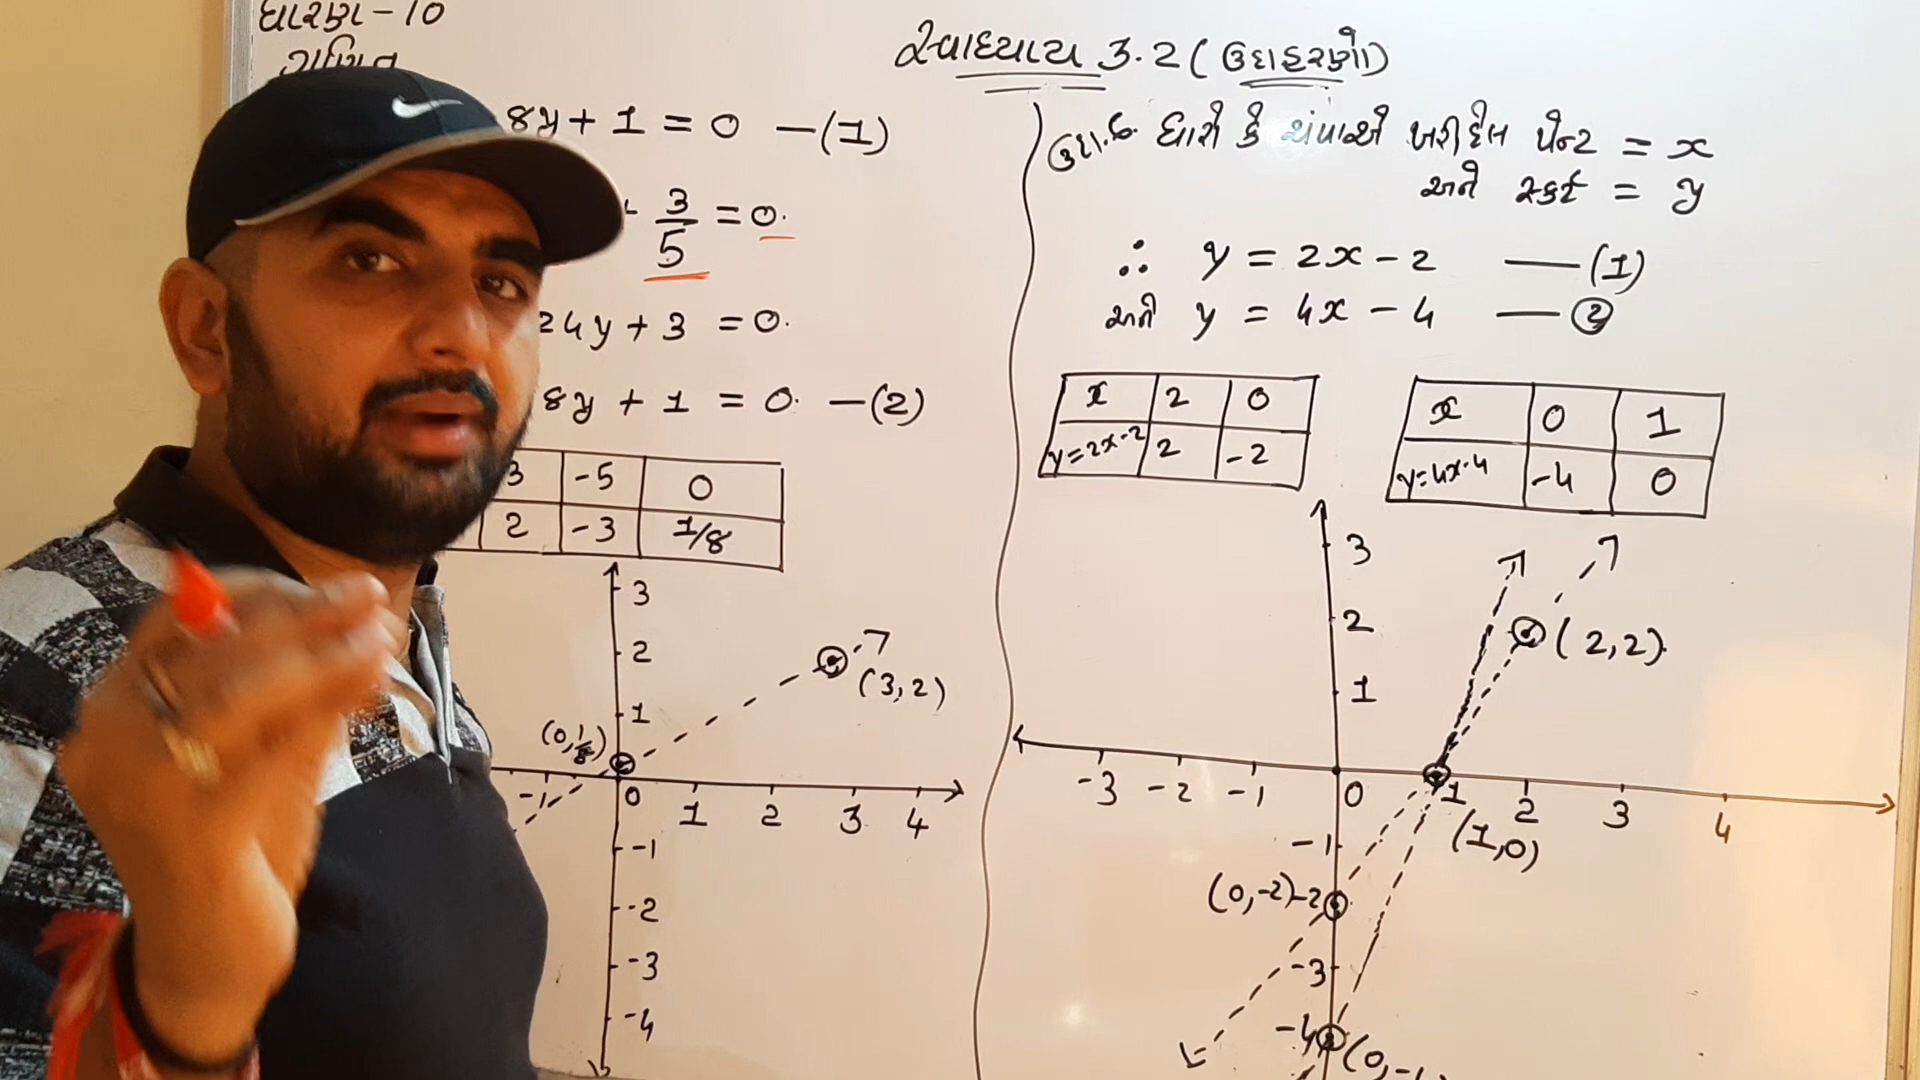 ધોરણ - 10
ગણિત
સ્વાધ્યાય 3.2 ( ઉદાહરણો )
8y + 1 = 0 —(1)
3/5 = 0.
24y + 3 = 0.
8y + 1 = 0. —(2)
3 -5 0
2 -3 1/8
3
2
(3,2)
1
(0,1/8)
-1 0 1 2 3 4
-1
-2
-3
-4
ઉદા.6 ધારો કે ચંપાએ ખરીદેલ પેન્ટ = x
અને સ્કર્ટ = y
∴ y = 2x - 2 —(1)
અને y = 4x - 4 —②
x 2 0
y=2x-2 2 -2
x 0 1
y=4x-4 -4 0
3
2 (2,2).
1
-3 -2 -1 0 1 2 3 4
-1 (1,0)
(0,-2) -2
-3
-4